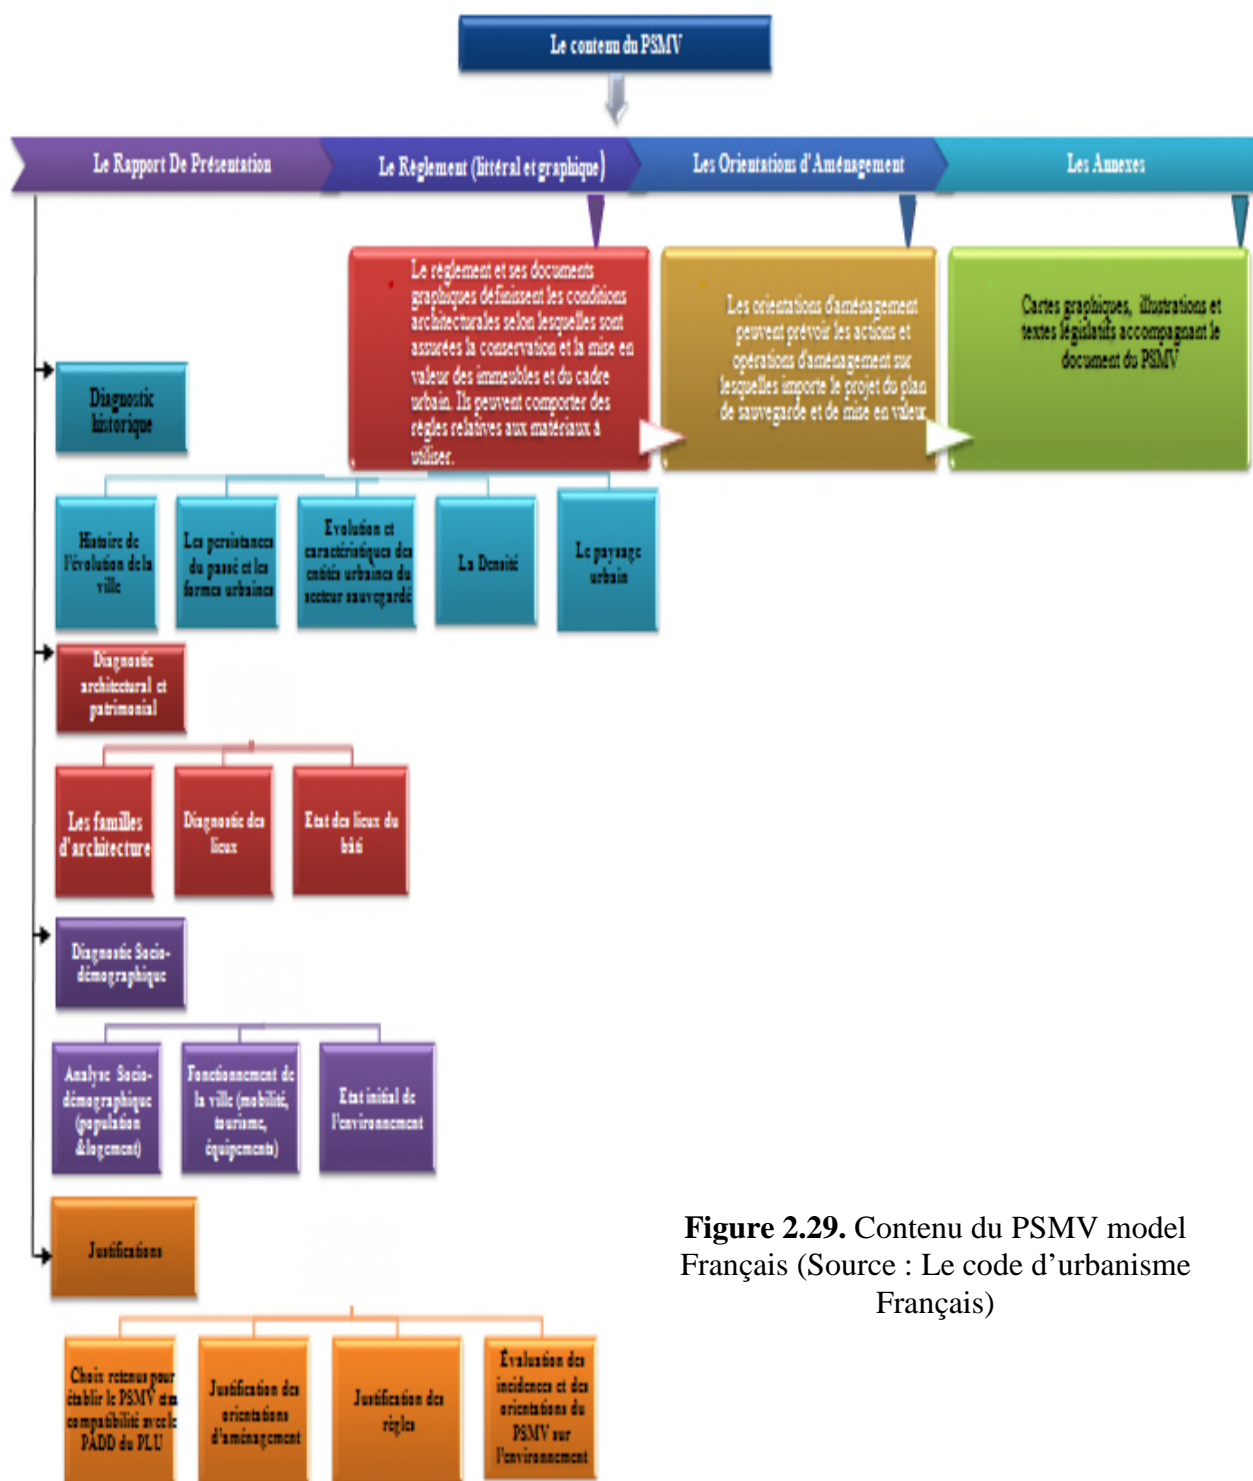 Le contenu du PSMV
Le Rapport De Présentation
Le Règlement (littéral et graphique)
Les Orientations d'Aménagement
Les Annexes
Le règlement et ses documents
graphiques définissent les conditions
architecturales selon lesquelles sont
assurées la conservation et la mise en
valeur des immeubles et du cadre
urbain. Ils peuvent comporter des
règles relatives aux matériaux à
utiliser.
Les orientations d'aménagement
peuvent prévoir les actions et
opérations d'aménagement sur
lesquelles importe le projet du plan
de sauvegarde et de mise en valeur
Cartes graphiques, illustrations et
textes législatifs accompagnant le
document du PSMV
Diagnostic
historique
Histoire de
l'évolution de la
ville
Les persistances
du passé et les
formes urbaines
Evolution et
caractéristiques des
entités urbaines du
secteur sauvegardé
La Densité
Le paysage
urbain
Diagnostic
architectural et
patrimonial
Les familles
d'architecture
Diagnostic des
lieux
Etat des lieux du
bâti
Diagnostic Socio-
démographique
Analyse Socio-
démographique
(population
&logement)
Fonctionnement de
la ville (mobilité,
tourisme,
équipements)
Etat initial de
l'environnement
Justifications
Choix retenus pour
établir le PSMV et sa
compatibilité avec le
PADD du PLU
Justification des
orientations
d'aménagement
Justification des
règles
Évaluation des
incidences et des
orientations du
PSMV sur
l'environnement
Figure 2.29. Contenu du PSMV model
Français (Source : Le code d’urbanisme
Français)